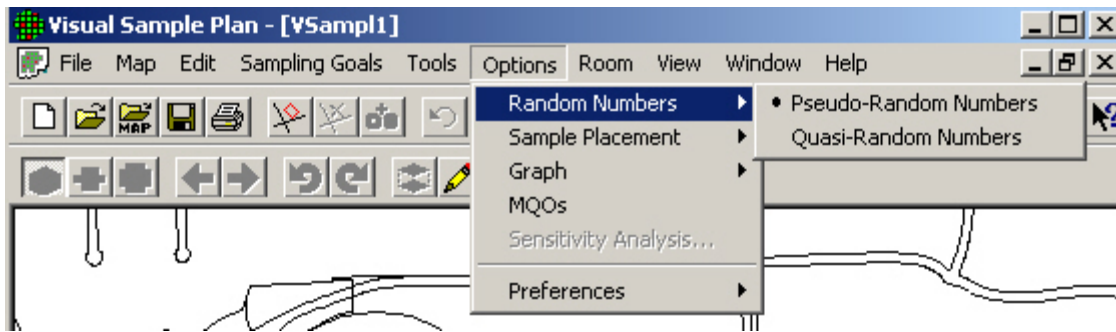 Visual Sample Plan - [VSampl1]
File Map Edit Sampling Goals Tools Options Room View Window Help
MAP
Random Numbers
Pseudo-Random Numbers
Quasi-Random Numbers
Sample Placement
Graph
MQOs
Sensitivity Analysis...
Preferences